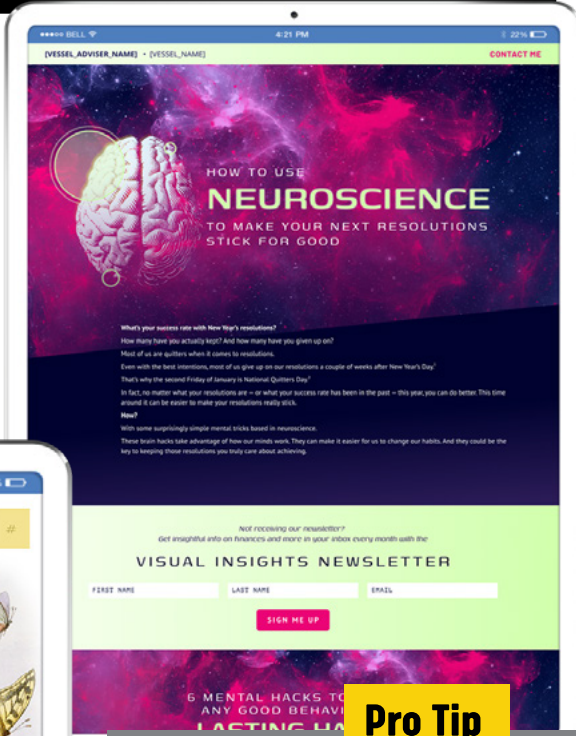 BELL 4:21 PM 22%
[VESSEL_ADVISER_NAME] • [VESSEL_NAME] CONTACT ME
HOW TO USE
NEUROSCIENCE
TO MAKE YOUR NEXT RESOLUTIONS
STICK FOR GOOD
What's your success rate with New Year's resolutions?
How many have you actually kept? And how many have you given up on?
Most of us are quitters when it comes to resolutions.
Even with the best intentions, most of us give up on our resolutions a couple of weeks after New Year's Day.
That's why the second Friday of January is National Quitters Day.
In fact, no matter what your resolutions are — or what your success rate has been in the past — this year, you can do better. This time
around it can be easier to make your resolutions really stick.
How?
With some surprisingly simple mental tricks based in neuroscience.
These brain hacks take advantage of how our minds work. They can make it easier for us to change our habits. And they could be the
key to keeping those resolutions you truly care about achieving.
Not receiving our newsletter?
Get insightful info on finances and more in your inbox every month with the
VISUAL INSIGHTS NEWSLETTER
FIRST NAME LAST NAME EMAIL
SIGN ME UP
#
6 MENTAL HACKS TO
ANY GOOD BEHAVI
LASTING HA
Pro Tip